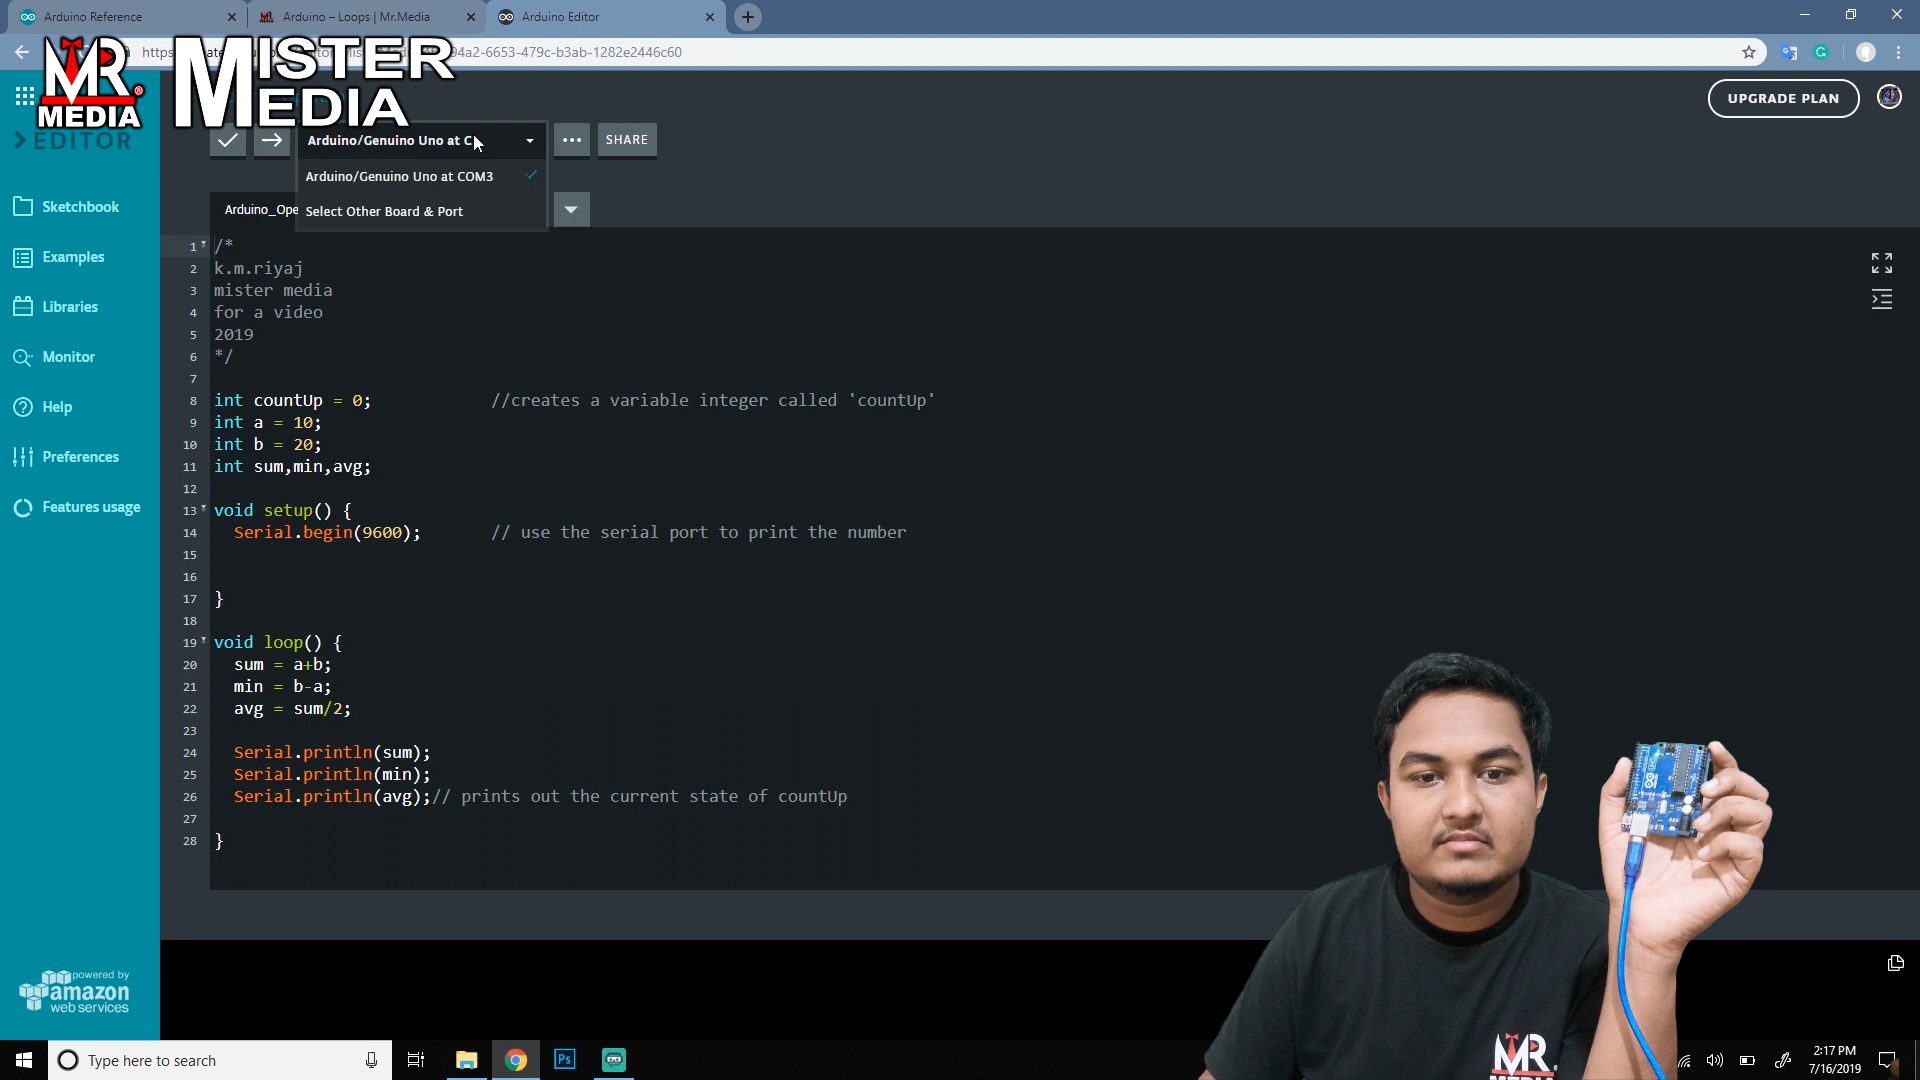 Arduino Reference
Arduino – Loops | Mr.Media
Arduino Editor
https
94a2-6653-479c-b3ab-1282e2446c60
MR
MEDIA
MISTER
MEDIA
UPGRADE PLAN
EDITOR
Arduino/Genuino Uno at C
SHARE
Arduino/Genuino Uno at COM3
Select Other Board & Port
Arduino_Ope
Sketchbook
Examples
Libraries
Monitor
Help
Preferences
Features usage
1 /*
2 k.m.riyaj
3 mister media
4 for a video
5 2019
6 */
7
8 int countUp = 0; //creates a variable integer called 'countUp'
9 int a = 10;
10 int b = 20;
11 int sum,min,avg;
12
13 void setup() {
14 Serial.begin(9600); // use the serial port to print the number
15
16
17 }
18
19 void loop() {
20 sum = a+b;
21 min = b-a;
22 avg = sum/2;
23
24 Serial.println(sum);
25 Serial.println(min);
26 Serial.println(avg);// prints out the current state of countUp
27
28 }
powered by
amazon
web services
MR
MEDIA
Type here to search
Ps
2:17 PM
7/16/2019